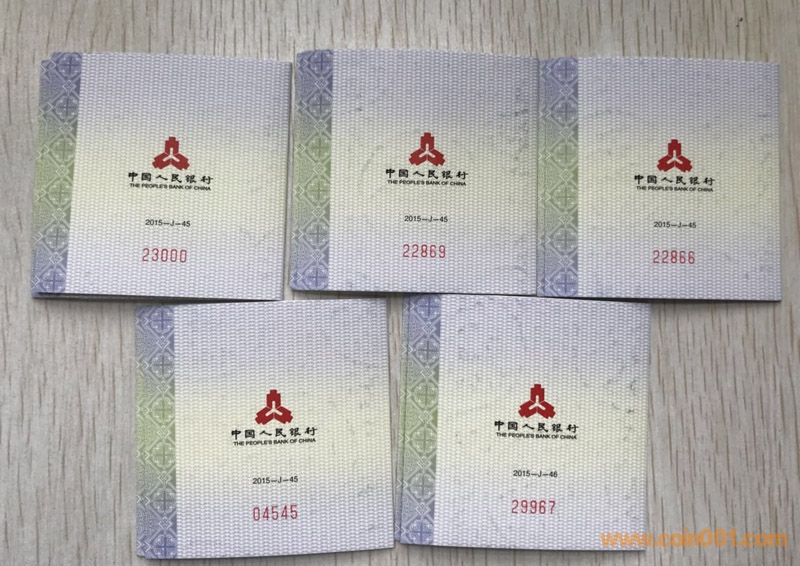 中国人民银行
THE PEOPLE'S BANK OF CHINA
2015-J-45
23000
中国人民银行
THE PEOPLE'S BANK OF CHINA
2015-J-45
22869
中国人民银行
THE PEOPLE'S BANK OF CHINA
2015-J-45
22866
中国人民银行
THE PEOPLE'S BANK OF CHINA
2015-J-45
04545
中国人民银行
THE PEOPLE'S BANK OF CHINA
2015-J-46
29967
www.coin001.com